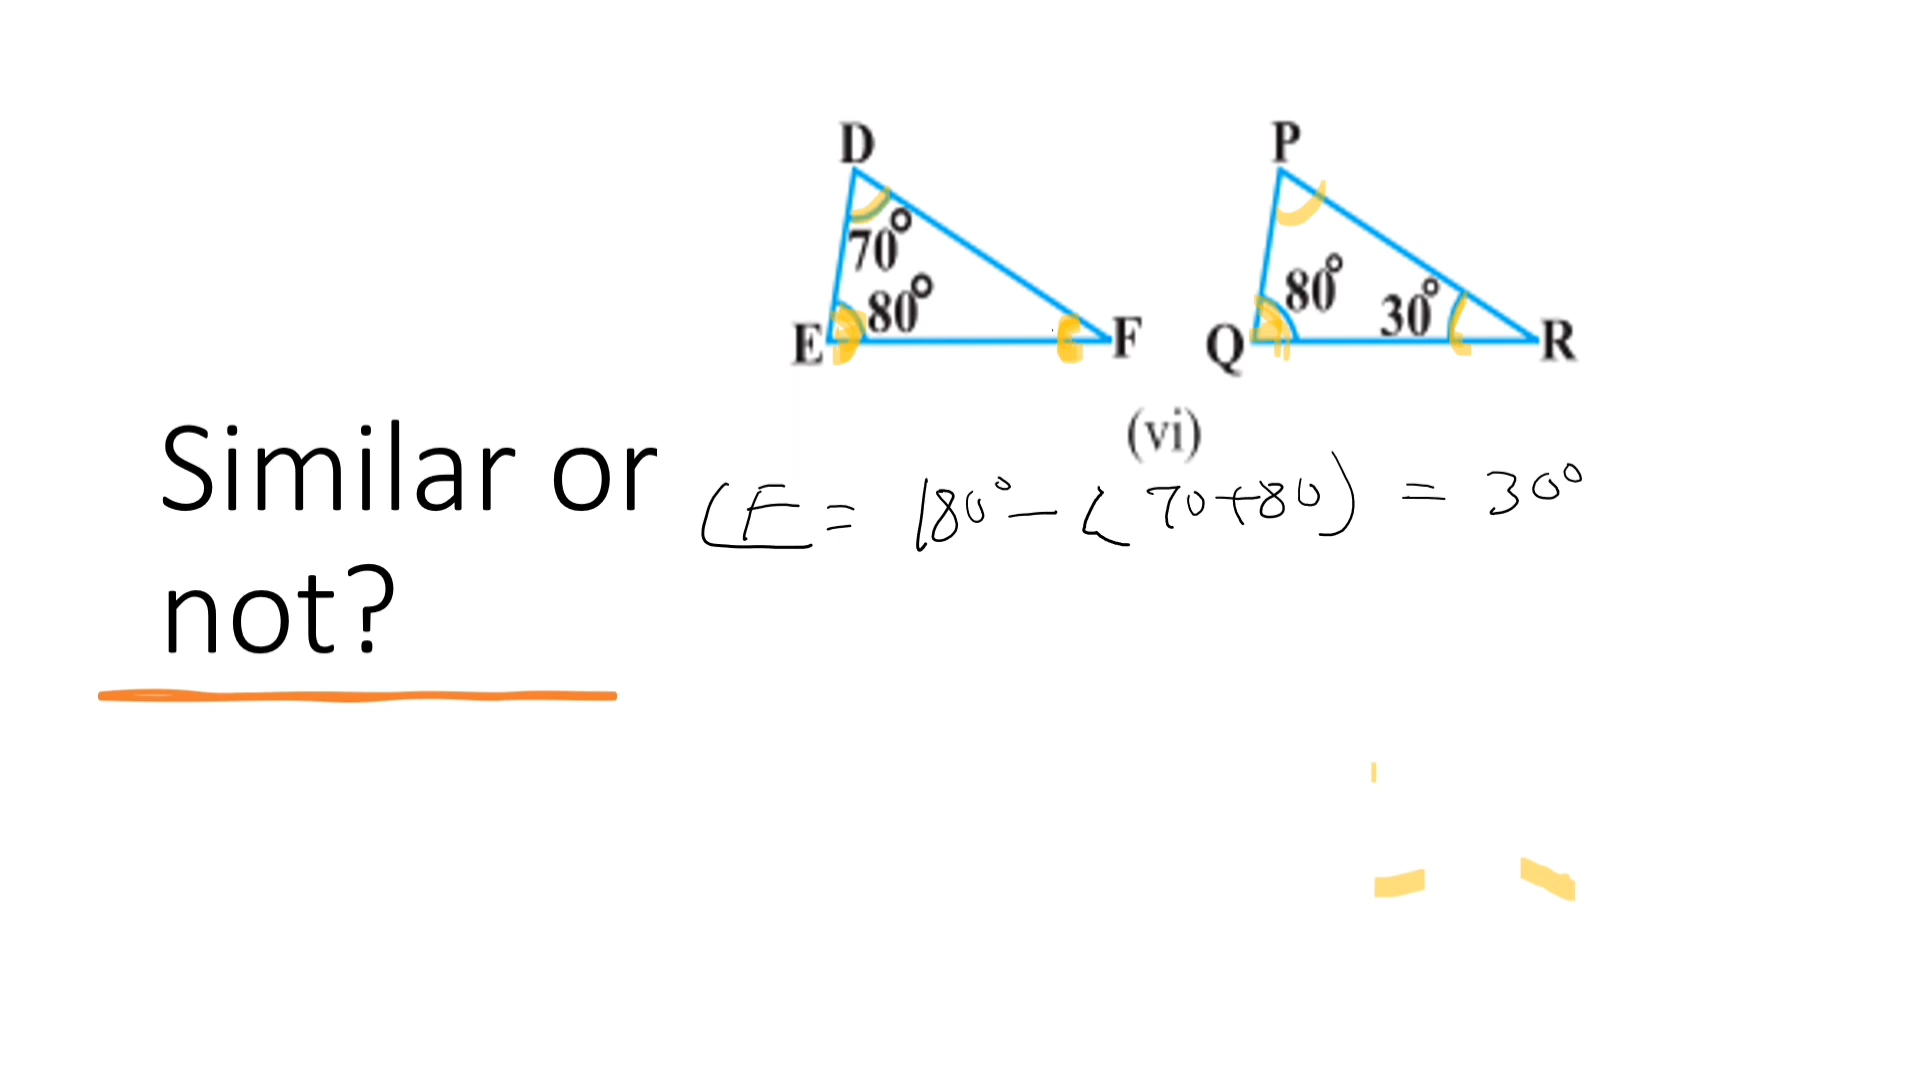 D
70°
80°
E
F
P
80°
30°
Q
R
(vi)
Similar or
not?
∠F = 180° - (70+80) = 30°